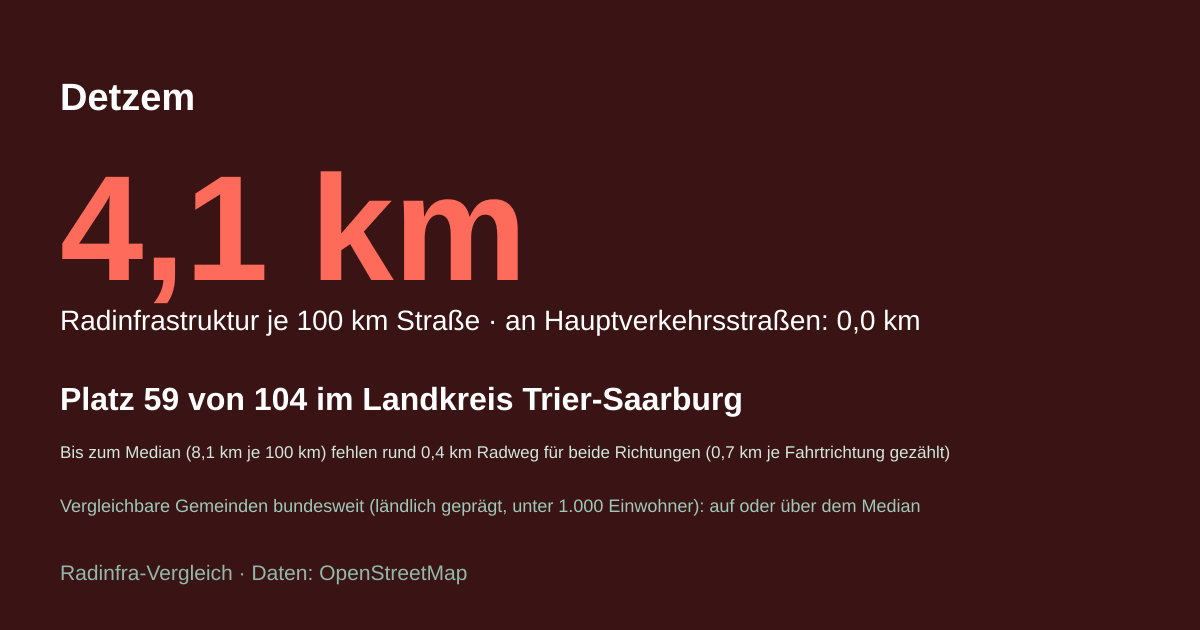 Detzem
4,1 km
Radinfrastruktur je 100 km Straße · an Hauptverkehrsstraßen: 0,0 km
Platz 59 von 104 im Landkreis Trier-Saarburg
Bis zum Median (8,1 km je 100 km) fehlen rund 0,4 km Radweg für beide Richtungen (0,7 km je Fahrtrichtung gezählt)
Vergleichbare Gemeinden bundesweit (ländlich geprägt, unter 1.000 Einwohner): auf oder über dem Median
Radinfra-Vergleich · Daten: OpenStreetMap